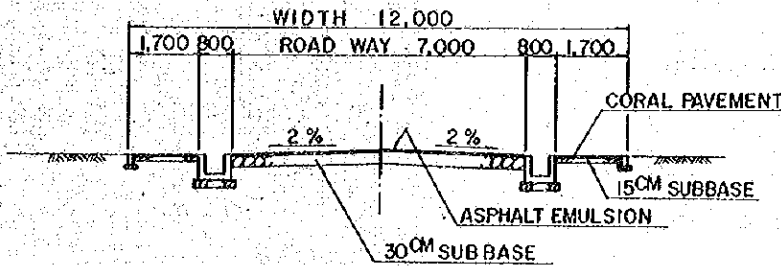 WIDTH 12,000
1,700 800 ROAD WAY 7,000 800 1,700
CORAL PAVEMENT
2% 2%
15CM SUBBASE
ASPHALT EMULSION
30CM SUBBASE